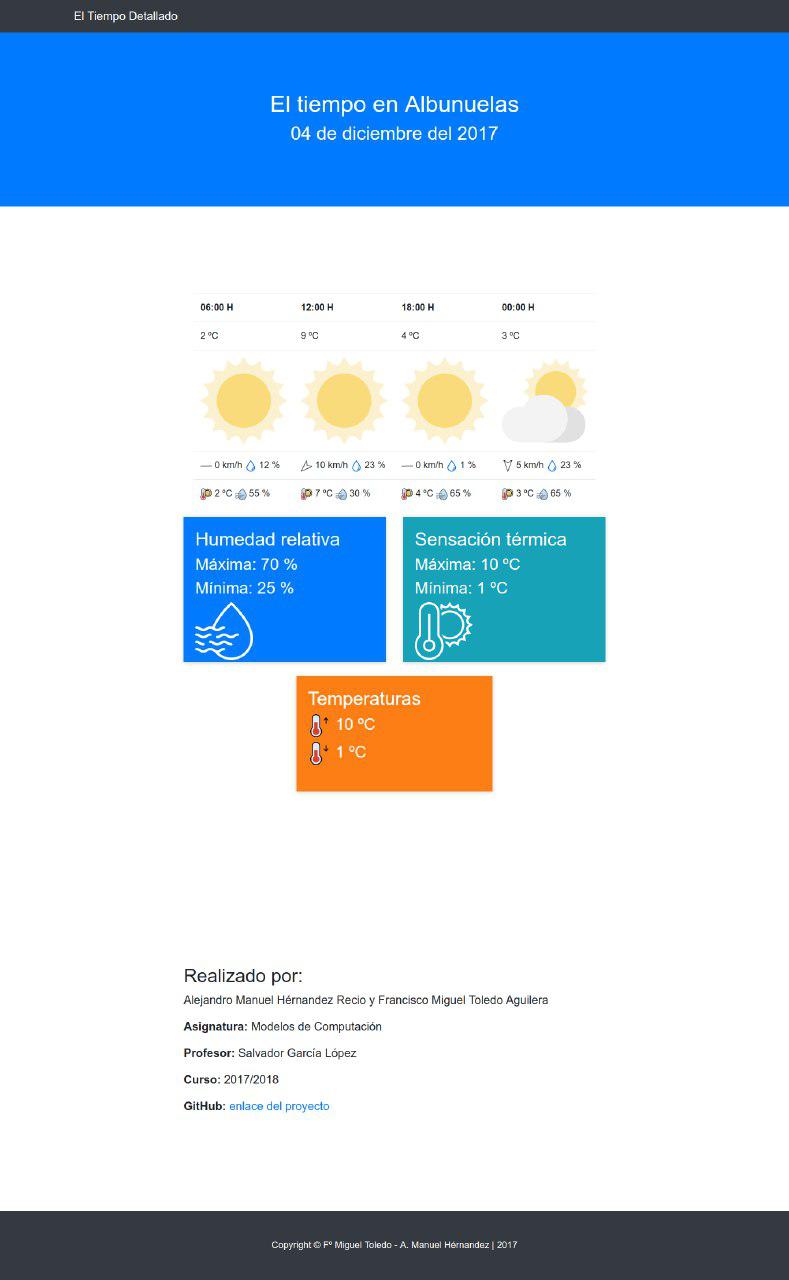 El Tiempo Detallado
El tiempo en Albunuelas
04 de diciembre del 2017
06:00 H 12:00 H 18:00 H 00:00 H
2 ºC 9 ºC 4 ºC 3 ºC
0 km/h 12 % 10 km/h 23 % 0 km/h 1 % 5 km/h 23 %
2 ºC 55 % 7 ºC 30 % 4 ºC 65 % 3 ºC 65 %
Humedad relativa
Máxima: 70 %
Mínima: 25 %
Sensación térmica
Máxima: 10 ºC
Mínima: 1 ºC
Temperaturas
10 ºC
1 ºC
Realizado por:
Alejandro Manuel Hérnandez Recio y Francisco Miguel Toledo Aguilera
Asignatura: Modelos de Computación
Profesor: Salvador García López
Curso: 2017/2018
GitHub: enlace del proyecto
Copyright © Fº Miguel Toledo - A. Manuel Hérnandez | 2017